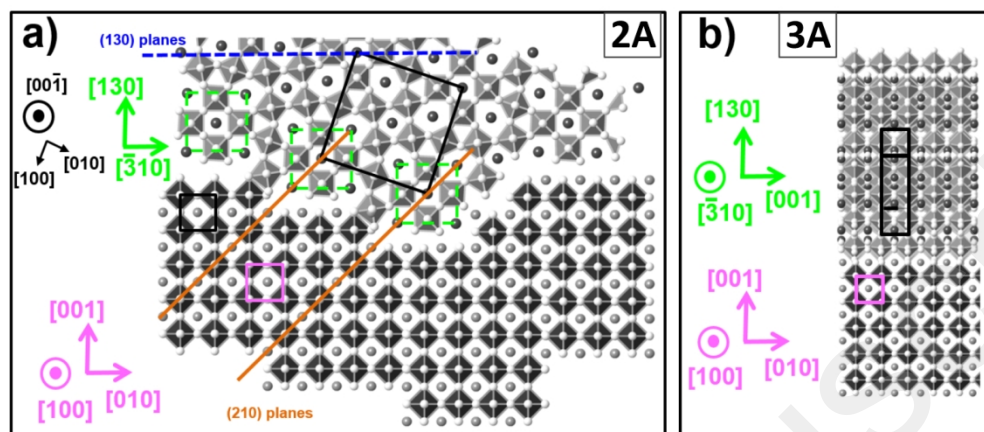 a)
2A
(130) planes
[001̄]
[100]
[010]
[130]
[3̄10]
[001]
[100]
[010]
(210) planes
b)
3A
[130]
[3̄10]
[001]
[001]
[100]
[010]